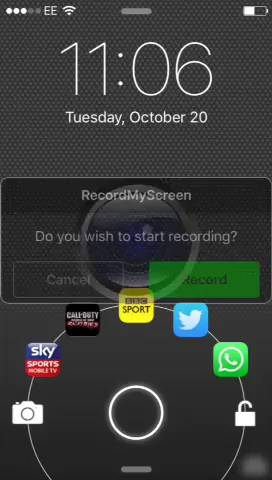 EE
11:06
Tuesday, October 20
RecordMyScreen
Do you wish to start recording?
Cancel
Record
BBC
SPORT
CALL OF DUTY
sky
SPORTS
MOBILE TV